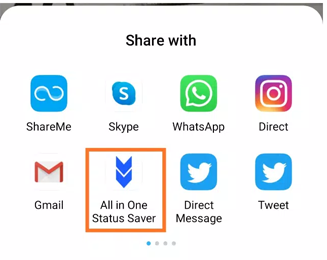 Share with
ShareMe
Skype
WhatsApp
Direct
Gmail
All in One
Status Saver
Direct
Message
Tweet